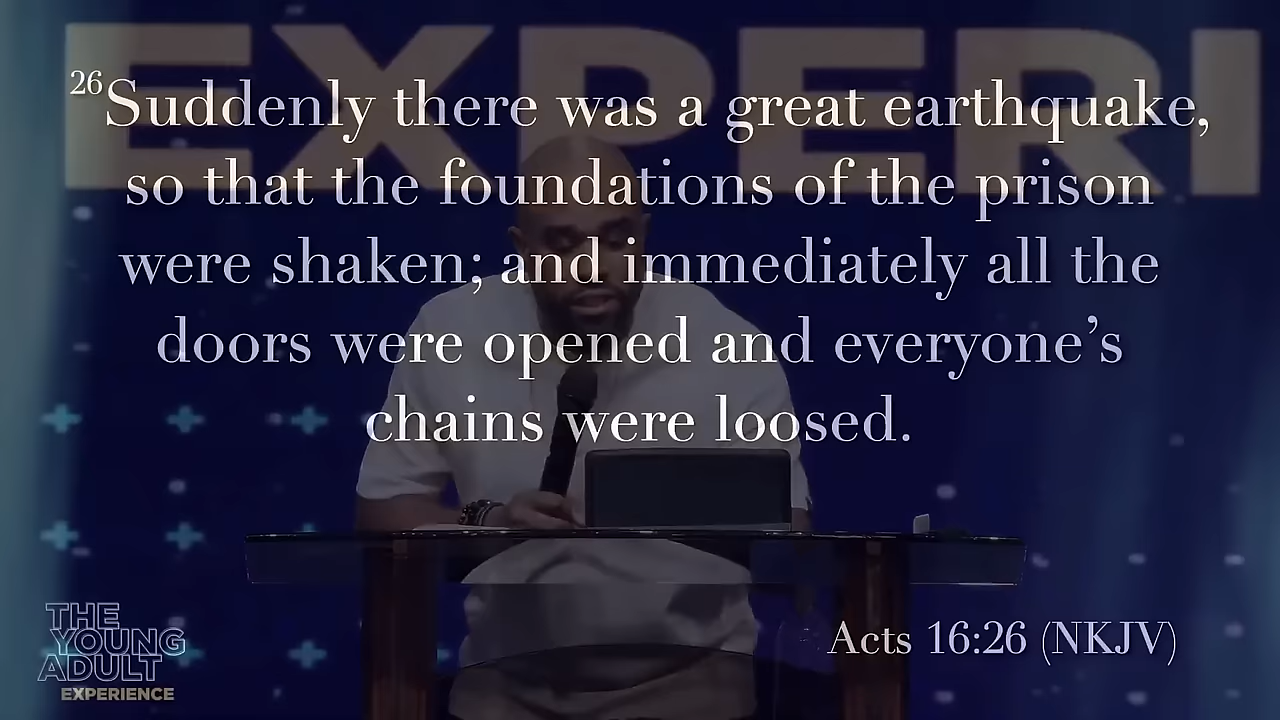 EXPERI
26Suddenly there was a great earthquake,
so that the foundations of the prison
were shaken; and immediately all the
doors were opened and everyone’s
chains were loosed.
Acts 16:26 (NKJV)
THE
YOUNG
ADULT
EXPERIENCE